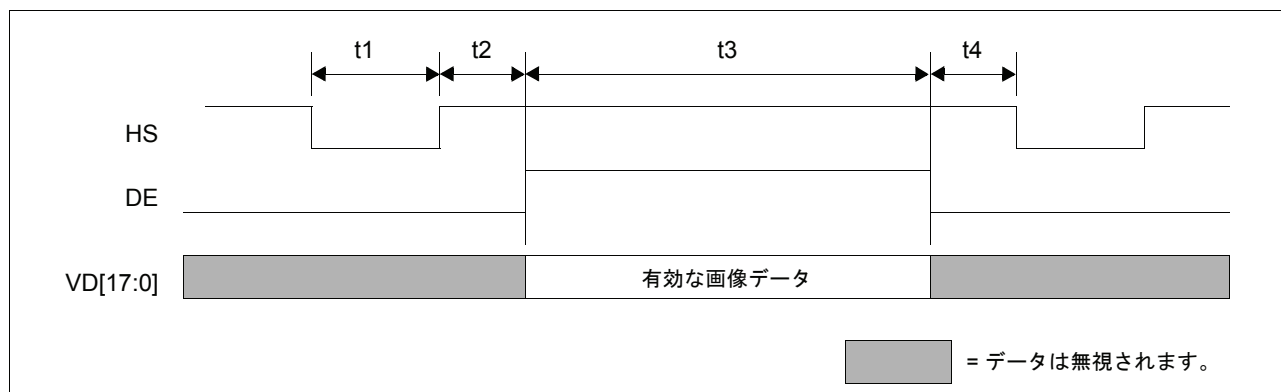 t1 t2 t3 t4
HS
DE
VD[17:0] 有効な画像データ
= データは無視されます。